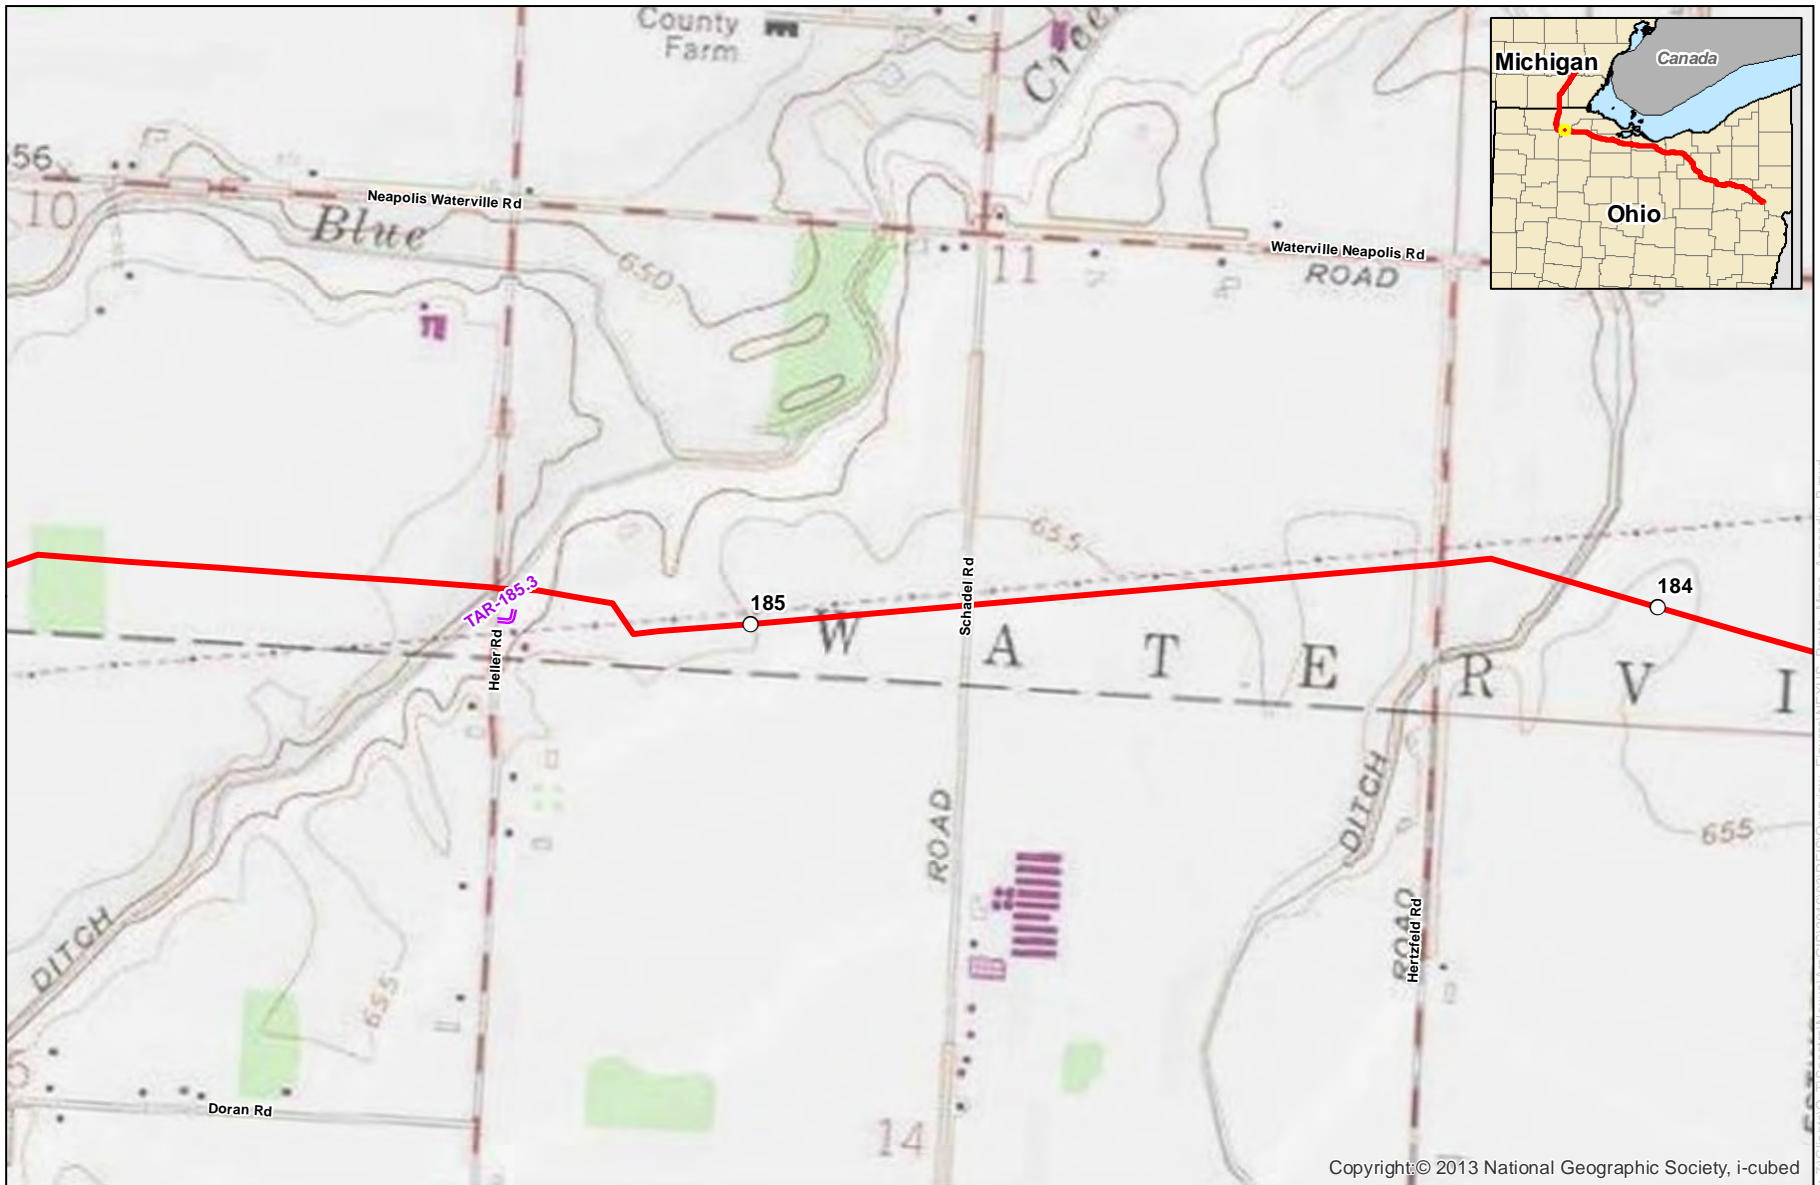 County
Farm
Creek
Michigan
Canada
Ohio
56
10
Neapolis Waterville Rd
Blue
650
11
Waterville Neapolis Rd
ROAD
655
TAR-185.3
185
184
Heller Rd
Schadel Rd
W A T E R V I
DITCH
655
ROAD
ROAD
Hertzfeld Rd
DITCH
655
5
Doran Rd
14
Copyright:© 2013 National Geographic Society, i-cubed